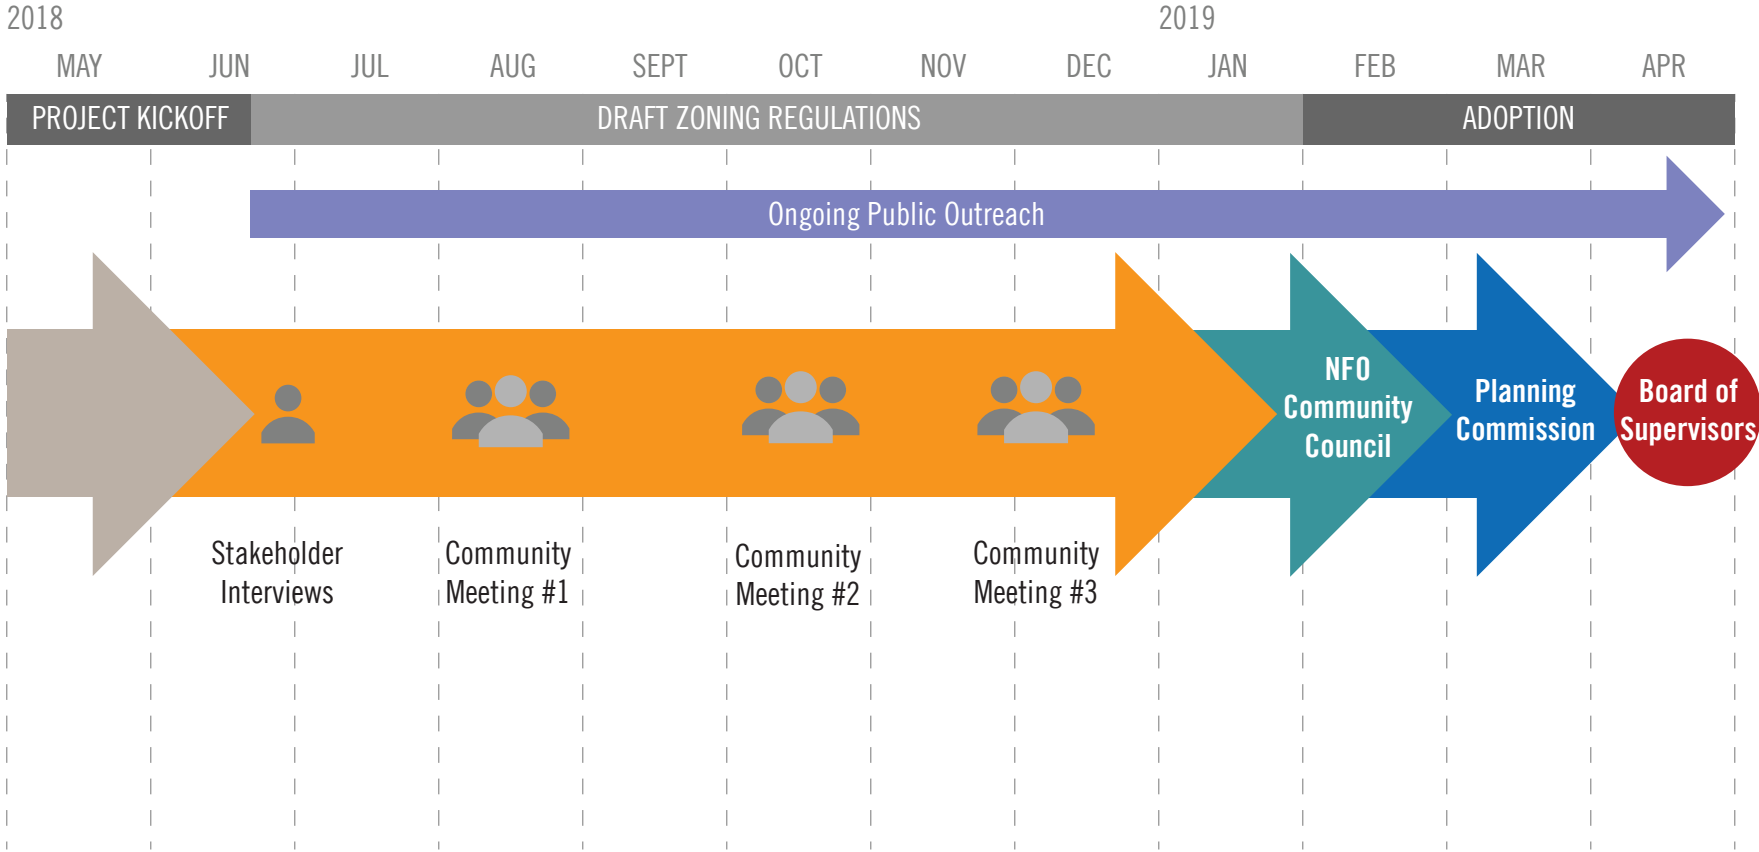 2018 2019
MAY JUN JUL AUG SEPT OCT NOV DEC JAN FEB MAR APR
PROJECT KICKOFF DRAFT ZONING REGULATIONS ADOPTION
Ongoing Public Outreach
NFO
Community
Council
Planning
Commission
Board of
Supervisors
Stakeholder
Interviews
Community
Meeting #1
Community
Meeting #2
Community
Meeting #3